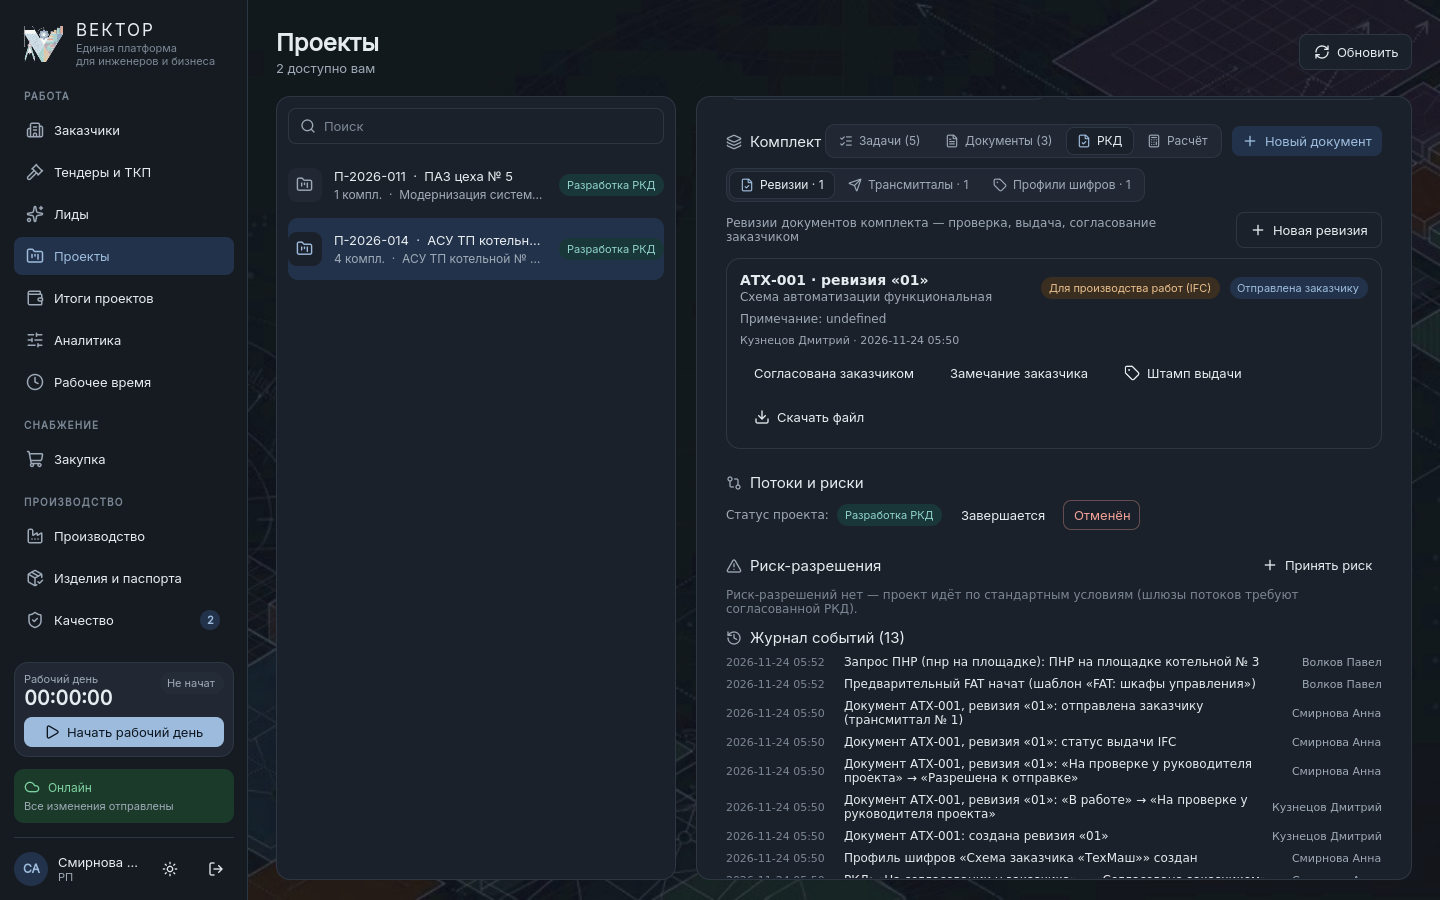 ВЕКТОР
Единая платформа
для инженеров и бизнеса
РАБОТА
Заказчики
Тендеры и ТКП
Лиды
Проекты
Итоги проектов
Аналитика
Рабочее время
СНАБЖЕНИЕ
Закупка
ПРОИЗВОДСТВО
Производство
Изделия и паспорта
Качество
2
Рабочий день
00:00:00
Не начат
Начать рабочий день
Онлайн
Все изменения отправлены
СА
Смирнова ...
РП
Проекты
2 доступно вам
Обновить
Поиск
П-2026-011 · ПАЗ цеха № 5
1 компл. · Модернизация систем...
Разработка РКД
П-2026-014 · АСУ ТП котельн...
4 компл. · АСУ ТП котельной № ...
Разработка РКД
Комплект
Задачи (5)
Документы (3)
РКД
Расчёт
Новый документ
Ревизии · 1
Трансмитталы · 1
Профили шифров · 1
Ревизии документов комплекта — проверка, выдача, согласование
заказчиком
Новая ревизия
АТХ-001 · ревизия «01»
Схема автоматизации функциональная
Для производства работ (IFC)
Отправлена заказчику
Примечание: undefined
Кузнецов Дмитрий · 2026-11-24 05:50
Согласована заказчиком
Замечание заказчика
Штамп выдачи
Скачать файл
Потоки и риски
Статус проекта:
Разработка РКД
Завершается
Отменён
Риск-разрешения
Принять риск
Риск-разрешений нет — проект идёт по стандартным условиям (шлюзы потоков требуют
согласованной РКД).
Журнал событий (13)
2026-11-24 05:52 Запрос ПНР (пнр на площадке): ПНР на площадке котельной № 3 Волков Павел
2026-11-24 05:52 Предварительный FAT начат (шаблон «FAT: шкафы управления») Волков Павел
2026-11-24 05:50 Документ АТХ-001, ревизия «01»: отправлена заказчику
(трансмиттал № 1) Смирнова Анна
2026-11-24 05:50 Документ АТХ-001, ревизия «01»: статус выдачи IFC Смирнова Анна
2026-11-24 05:50 Документ АТХ-001, ревизия «01»: «На проверке у руководителя
проекта» → «Разрешена к отправке» Смирнова Анна
2026-11-24 05:50 Документ АТХ-001, ревизия «01»: «В работе» → «На проверке у
руководителя проекта» Кузнецов Дмитрий
2026-11-24 05:50 Документ АТХ-001: создана ревизия «01» Кузнецов Дмитрий
2026-11-24 05:50 Профиль шифров «Схема заказчика «ТехМаш»» создан Смирнова Анна